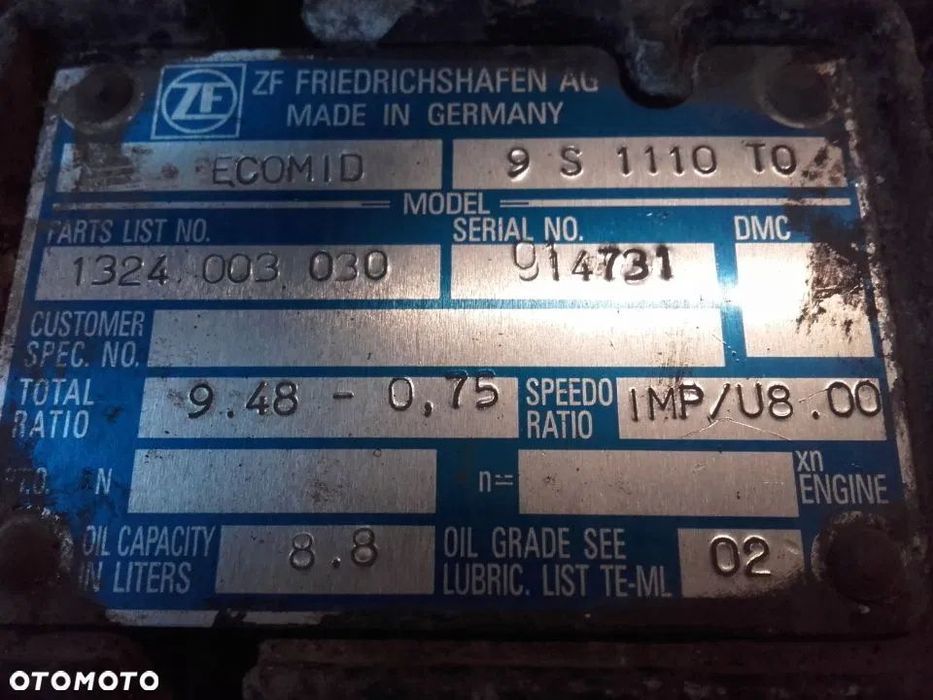 ZF
ZF FRIEDRICHSHAFEN AG
MADE IN GERMANY
ECOMID 9 S 1110 TO
MODEL
PARTS LIST NO. SERIAL NO. DMC
1324 003 030 914731
CUSTOMER
SPEC. NO.
TOTAL
RATIO
9.48 - 0,75
SPEEDO
RATIO
IMP/U8.00
N
n=
xn
ENGINE
OIL CAPACITY
IN LITERS
8.8
OIL GRADE SEE
LUBRIC. LIST TE-ML
02
OTOMOTO